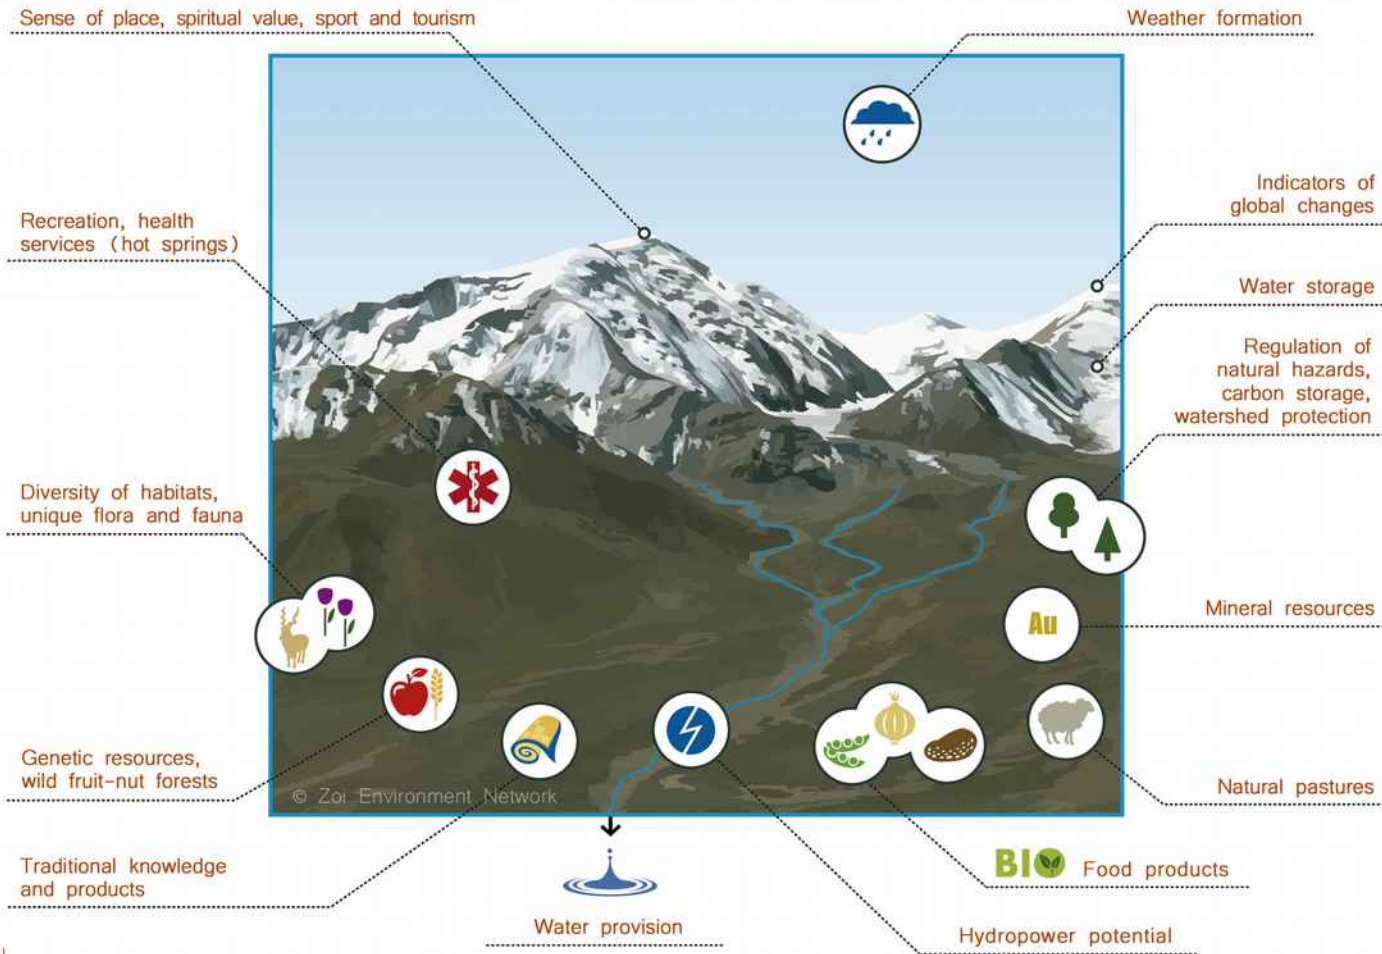 Sense of place, spiritual value, sport and tourism
Weather formation
Indicators of
global changes
Recreation, health
services (hot springs)
Water storage
Regulation of
natural hazards,
carbon storage,
watershed protection
Diversity of habitats,
unique flora and fauna
Au
Mineral resources
Genetic resources,
wild fruit-nut forests
Natural pastures
© Zoi Environment Network
Traditional knowledge
and products
BIO Food products
Water provision
Hydropower potential